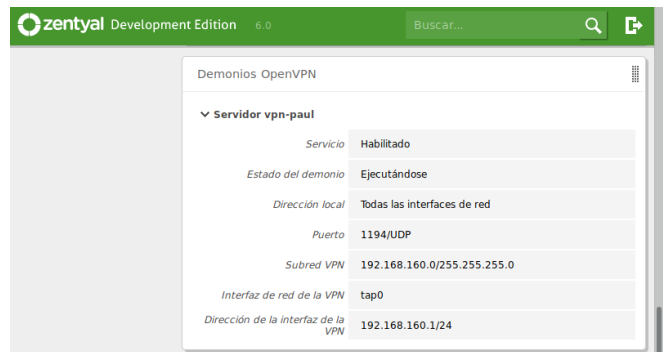 zentyal Development Edition 6.0 Buscar...
Demonios OpenVPN
Servidor vpn-paul
Servicio Habilitado
Estado del demonio Ejecutándose
Dirección local Todas las interfaces de red
Puerto 1194/UDP
Subred VPN 192.168.160.0/255.255.255.0
Interfaz de red de la VPN tap0
Dirección de la interfaz de la
VPN 192.168.160.1/24